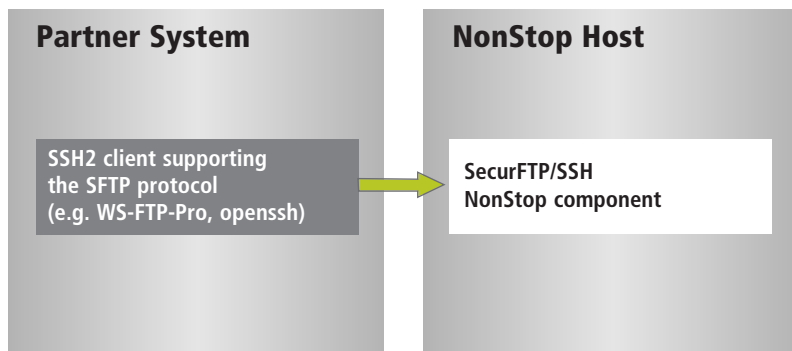 Partner System
NonStop Host
SSH2 client supporting
the SFTP protocol
(e.g. WS-FTP-Pro, openssh)
SecurFTP/SSH
NonStop component